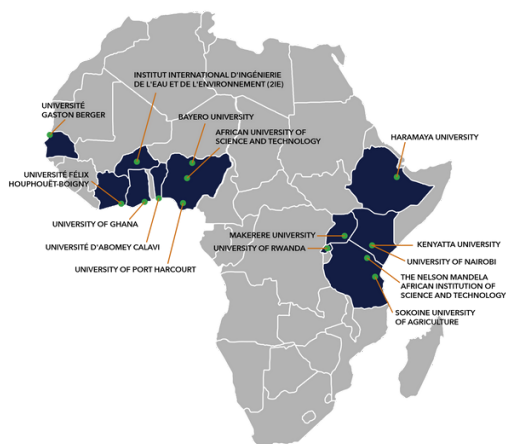 INSTITUT INTERNATIONAL D'INGÉNIERIE
DE L'EAU ET DE L'ENVIRONNEMENT (2IE)
UNIVERSITÉ
GASTON BERGER
BAYERO UNIVERSITY
AFRICAN UNIVERSITY OF
SCIENCE AND TECHNOLOGY
HARAMAYA UNIVERSITY
UNIVERSITÉ FÉLIX
HOUPHOUËT-BOIGNY
UNIVERSITY OF GHANA
UNIVERSITÉ D'ABOMEY CALAVI
UNIVERSITY OF PORT HARCOURT
MAKERERE UNIVERSITY
UNIVERSITY OF RWANDA
KENYATTA UNIVERSITY
UNIVERSITY OF NAIROBI
THE NELSON MANDELA
AFRICAN INSTITUTION OF
SCIENCE AND TECHNOLOGY
SOKOINE UNIVERSITY
OF AGRICULTURE